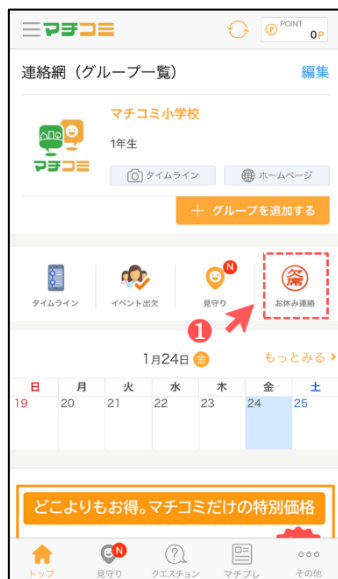 マチコミ
POINT
P 0P
連絡網（グループ一覧） 編集
マチコミ小学校
1年生
マチコミ
タイムライン ホームページ
＋ グループを追加する
N
欠席
タイムライン イベント出欠 見守り お休み連絡
1
1月24日 金 もっとみる >
日 月 火 水 木 金 土
19 20 21 22 23 24 25
どこよりもお得。マチコミだけの特別価格
N
トップ 見守り クエスチョン マチプレ その他